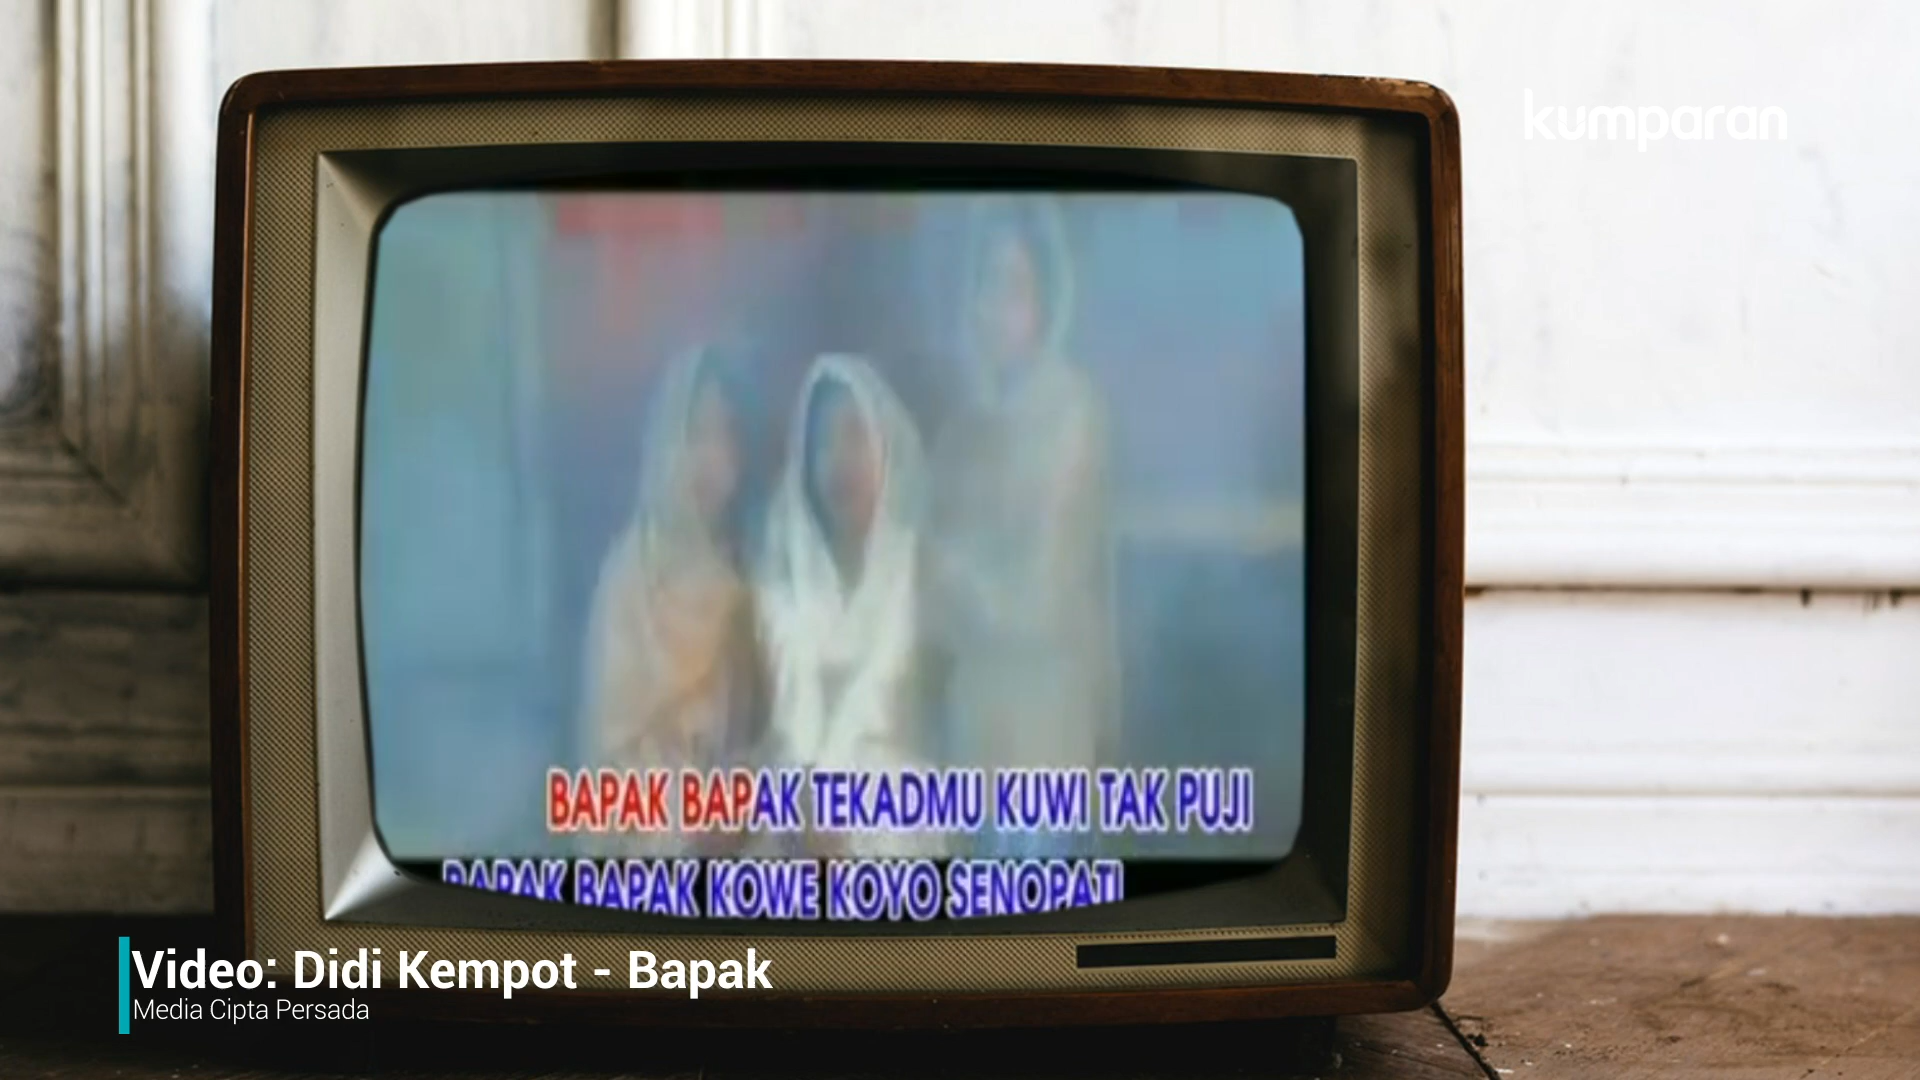 kumparan
BAPAK BAPAK TEKADMU KUWI TAK PUJI
BAPAK BAPAK KOWE KOYO SENOPATI
Video: Didi Kempot - Bapak
Media Cipta Persada